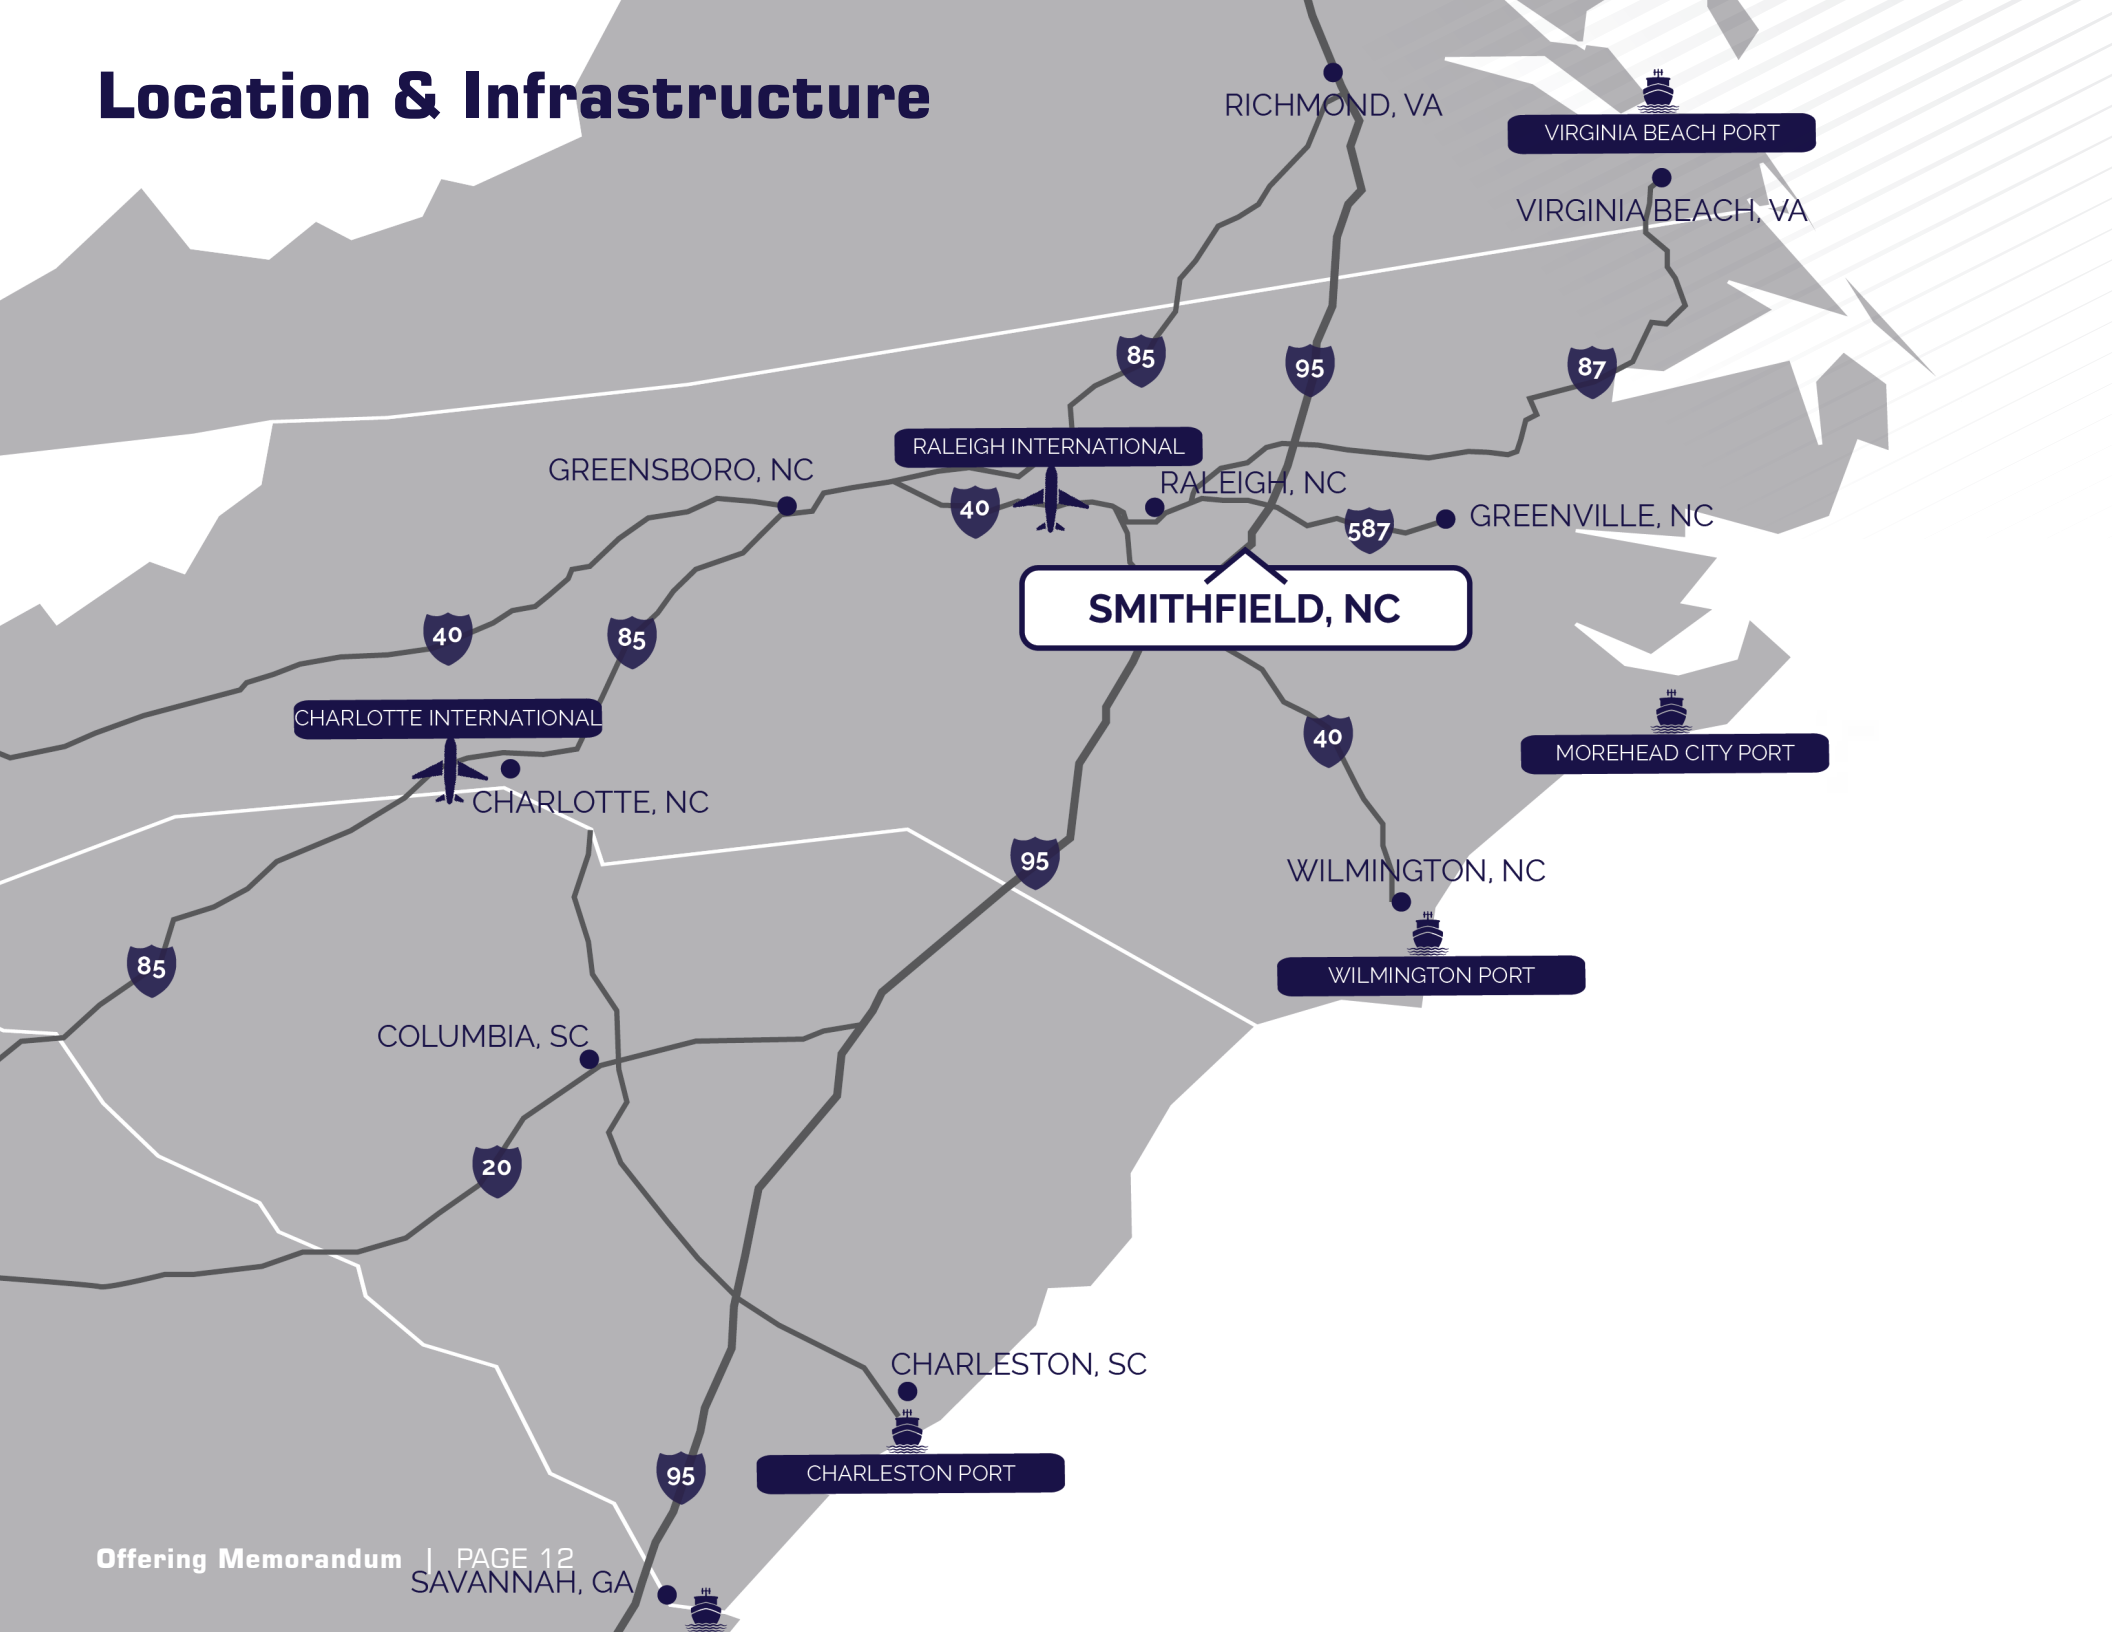 Location & Infrastructure
RICHMOND, VA
VIRGINIA BEACH PORT
VIRGINIA BEACH, VA
85
95
87
RALEIGH INTERNATIONAL
GREENSBORO, NC
RALEIGH, NC
40
587
GREENVILLE, NC
SMITHFIELD, NC
40
85
CHARLOTTE INTERNATIONAL
40
MOREHEAD CITY PORT
CHARLOTTE, NC
95
WILMINGTON, NC
85
WILMINGTON PORT
COLUMBIA, SC
20
CHARLESTON, SC
95
CHARLESTON PORT
Offering Memorandum | PAGE 12
SAVANNAH, GA